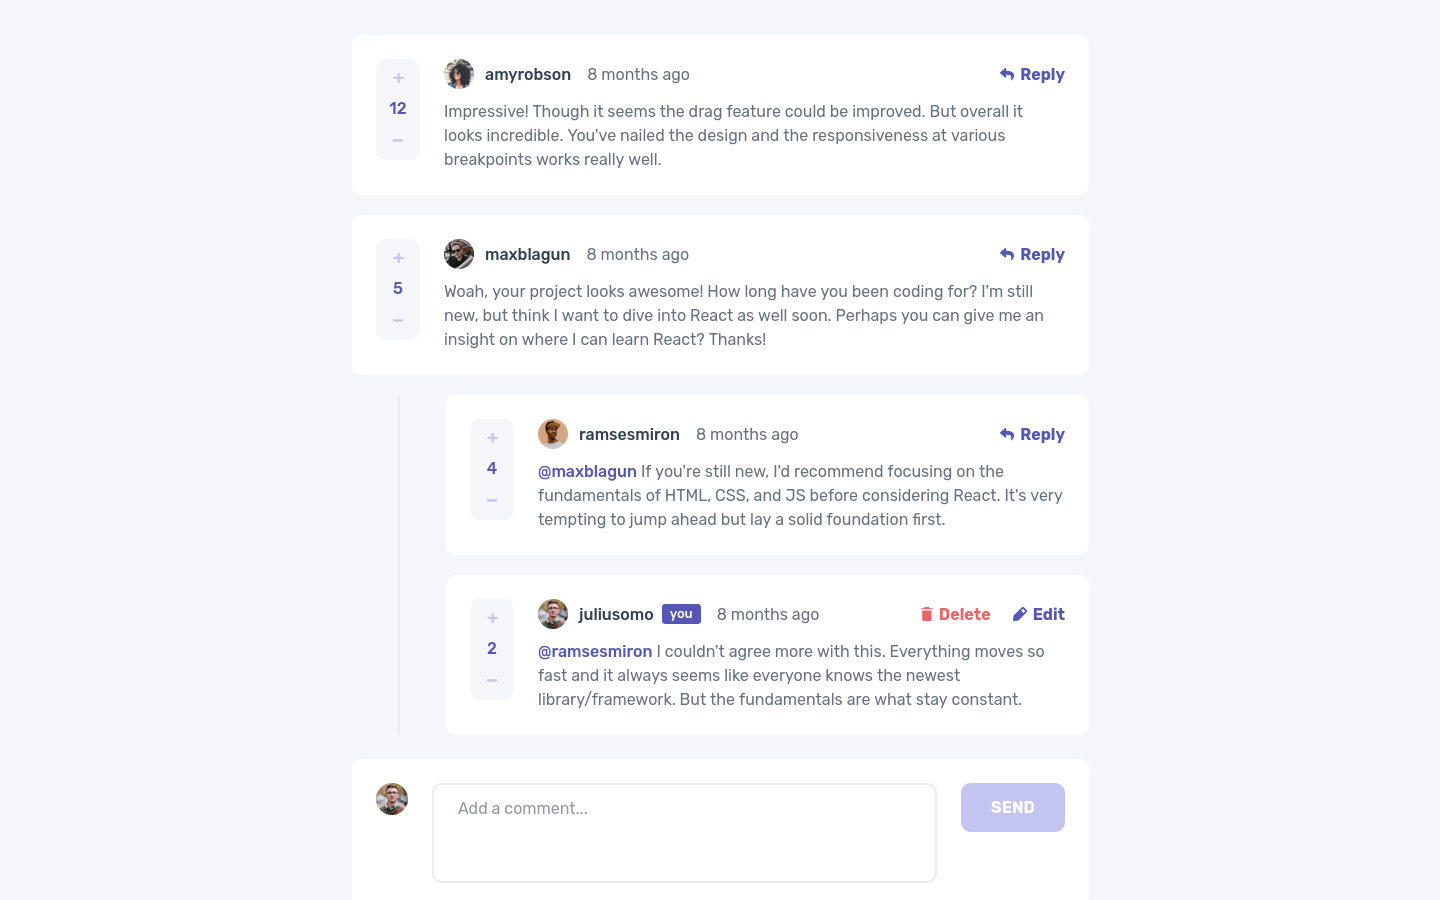 +
12
−
amyrobson 8 months ago Reply
Impressive! Though it seems the drag feature could be improved. But overall it
looks incredible. You've nailed the design and the responsiveness at various
breakpoints works really well.
+
5
−
maxblagun 8 months ago Reply
Woah, your project looks awesome! How long have you been coding for? I'm still
new, but think I want to dive into React as well soon. Perhaps you can give me an
insight on where I can learn React? Thanks!
+
4
−
ramsesmiron 8 months ago Reply
@maxblagun If you're still new, I'd recommend focusing on the
fundamentals of HTML, CSS, and JS before considering React. It's very
tempting to jump ahead but lay a solid foundation first.
+
2
−
juliusomo you 8 months ago Delete Edit
@ramsesmiron I couldn't agree more with this. Everything moves so
fast and it always seems like everyone knows the newest
library/framework. But the fundamentals are what stay constant.
Add a comment...
SEND